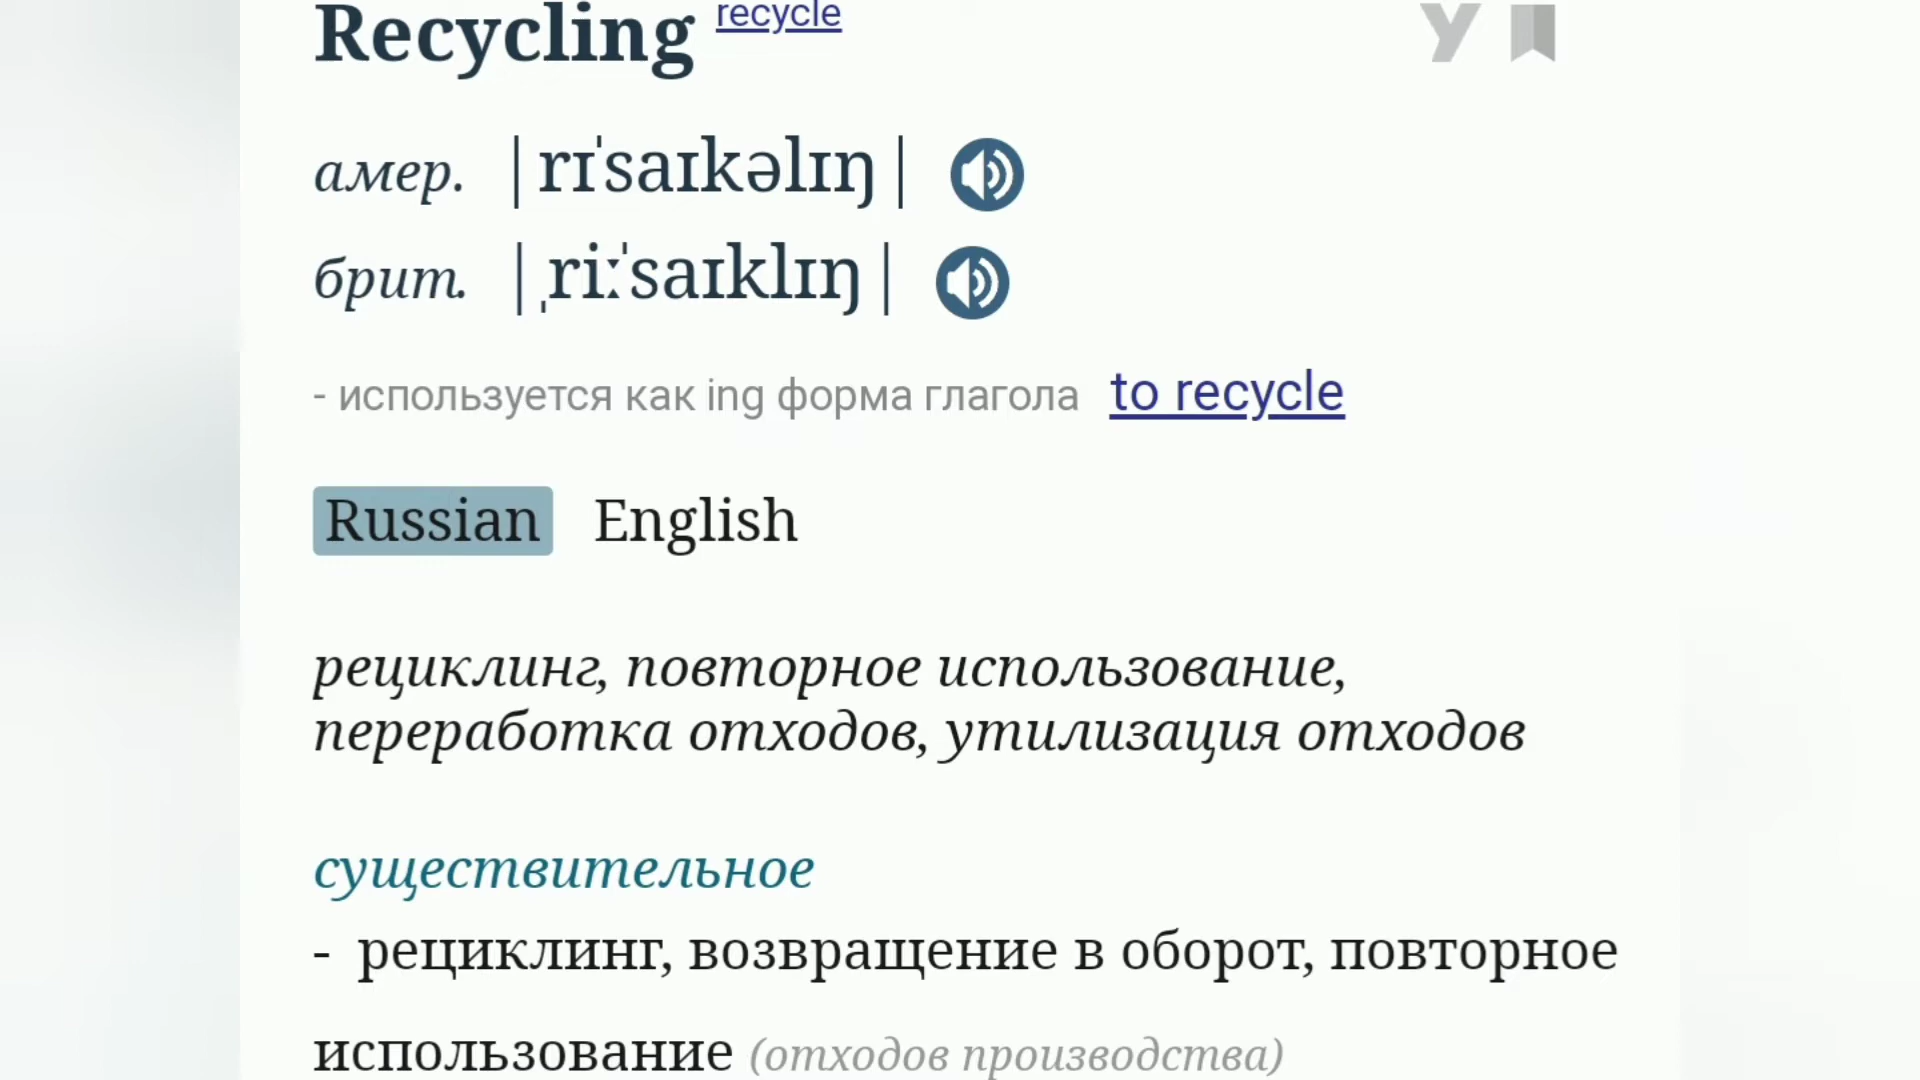 Recycling recycle
амер. |rɪˈsaɪkəlɪŋ|
брит. |ˌriːˈsaɪklɪŋ|
- используется как ing форма глагола to recycle
Russian English
рециклинг, повторное использование,
переработка отходов, утилизация отходов
существительное
- рециклинг, возвращение в оборот, повторное
использование (отходов производства)